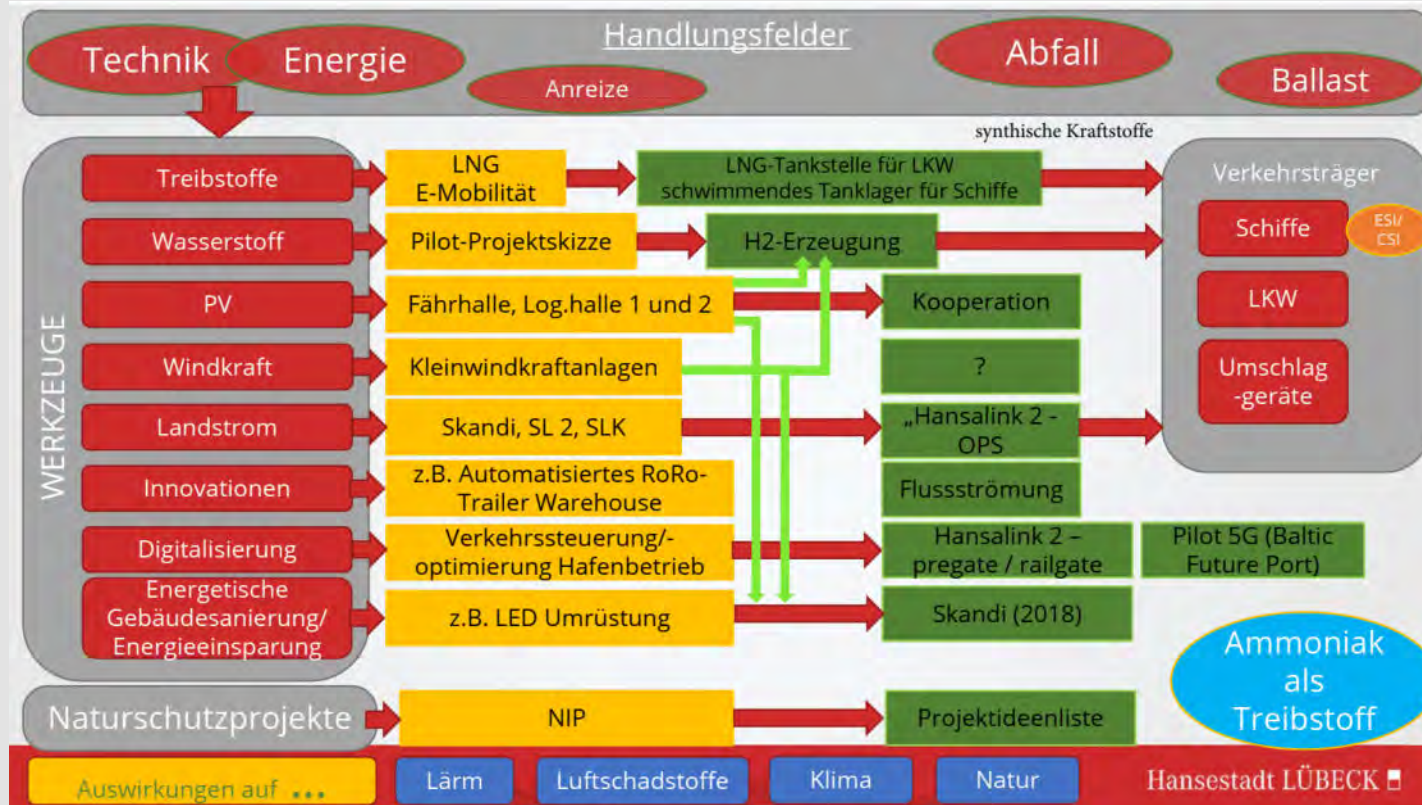 Handlungsfelder
Technik
Energie
Anreize
Abfall
Ballast
synthische Kraftstoffe
WERKZEUGE
Treibstoffe
LNG
E-Mobilität
LNG-Tankstelle für LKW
schwimmendes Tanklager für Schiffe
Wasserstoff
Pilot-Projektskizze
H2-Erzeugung
PV
Fährhalle, Log.halle 1 und 2
Kooperation
Windkraft
Kleinwindkraftanlagen
?
Landstrom
Skandi, SL 2, SLK
„Hansalink 2 -
OPS
Innovationen
z.B. Automatisiertes RoRo-
Trailer Warehouse
Flussströmung
Digitalisierung
Verkehrssteuerung/-
optimierung Hafenbetrieb
Hansalink 2 –
pregate / railgate
Pilot 5G (Baltic
Future Port)
Energetische
Gebäudesanierung/
Energieeinsparung
z.B. LED Umrüstung
Skandi (2018)
Verkehrsträger
Schiffe
ESI/
CSI
LKW
Umschlag
-geräte
Naturschutzprojekte
NIP
Projektideenliste
Ammoniak
als
Treibstoff
Auswirkungen auf ...
Lärm
Luftschadstoffe
Klima
Natur
Hansestadt LÜBECK